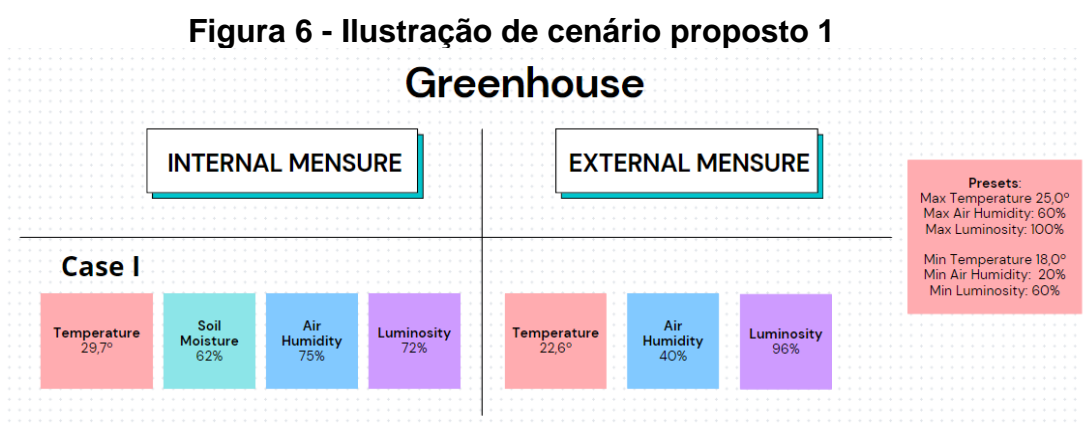 Figura 6 - Ilustração de cenário proposto 1
Greenhouse
INTERNAL MENSURE
EXTERNAL MENSURE
Presets:
Max Temperature 25,0º
Max Air Humidity: 60%
Max Luminosity: 100%
Min Temperature 18,0º
Min Air Humidity: 20%
Min Luminosity: 60%
Case I
Temperature
29,7º
Soil
Moisture
62%
Air
Humidity
75%
Luminosity
72%
Temperature
22,6º
Air
Humidity
40%
Luminosity
96%